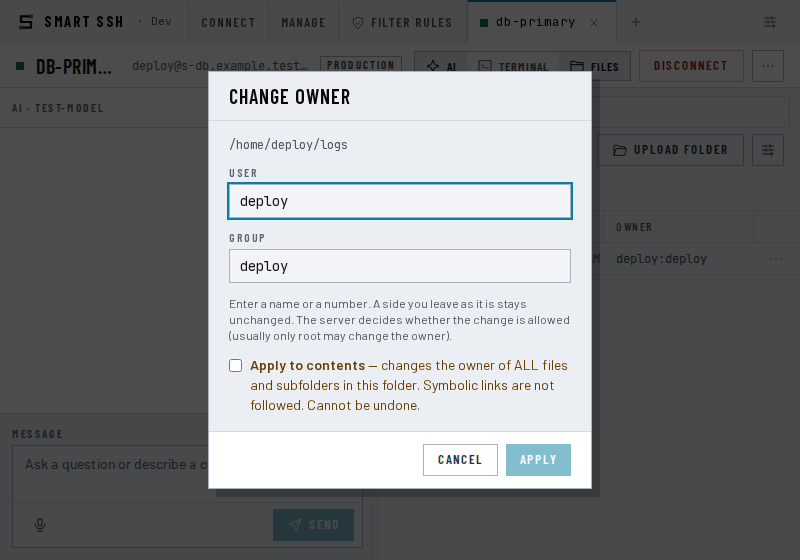 SMART SSH · Dev
CONNECT
MANAGE
FILTER RULES
db-primary
DB-PRIM…
deploy@s-db.example.test…
PRODUCTION
AI
TERMINAL
FILES
DISCONNECT
AI · TEST-MODEL
UPLOAD FOLDER
OWNER
deploy:deploy
CHANGE OWNER
/home/deploy/logs
USER
deploy
GROUP
deploy
Enter a name or a number. A side you leave as it is stays
unchanged. The server decides whether the change is allowed
(usually only root may change the owner).
Apply to contents — changes the owner of ALL files
and subfolders in this folder. Symbolic links are not
followed. Cannot be undone.
CANCEL
APPLY
MESSAGE
Ask a question or describe a c
SEND